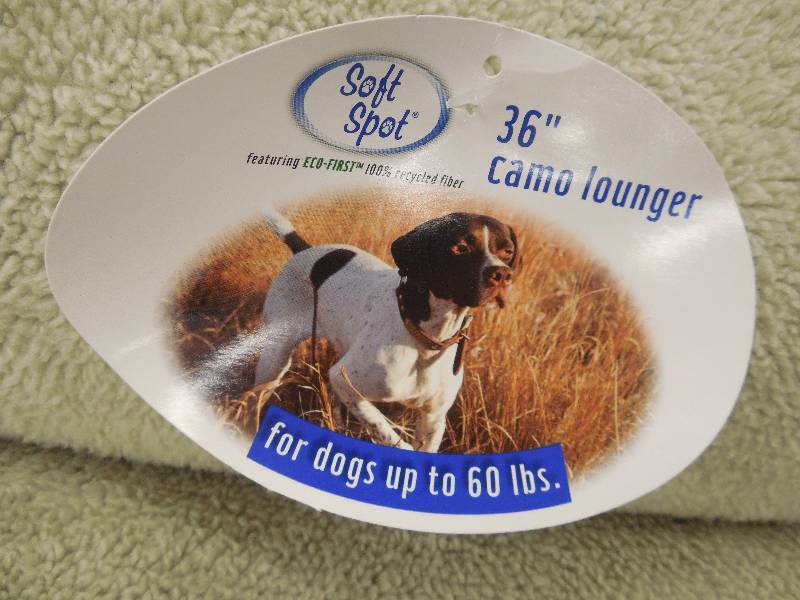 Soft
Spot®
featuring ECO-FIRST™ 100% recycled fiber
36"
camo lounger
for dogs up to 60 lbs.